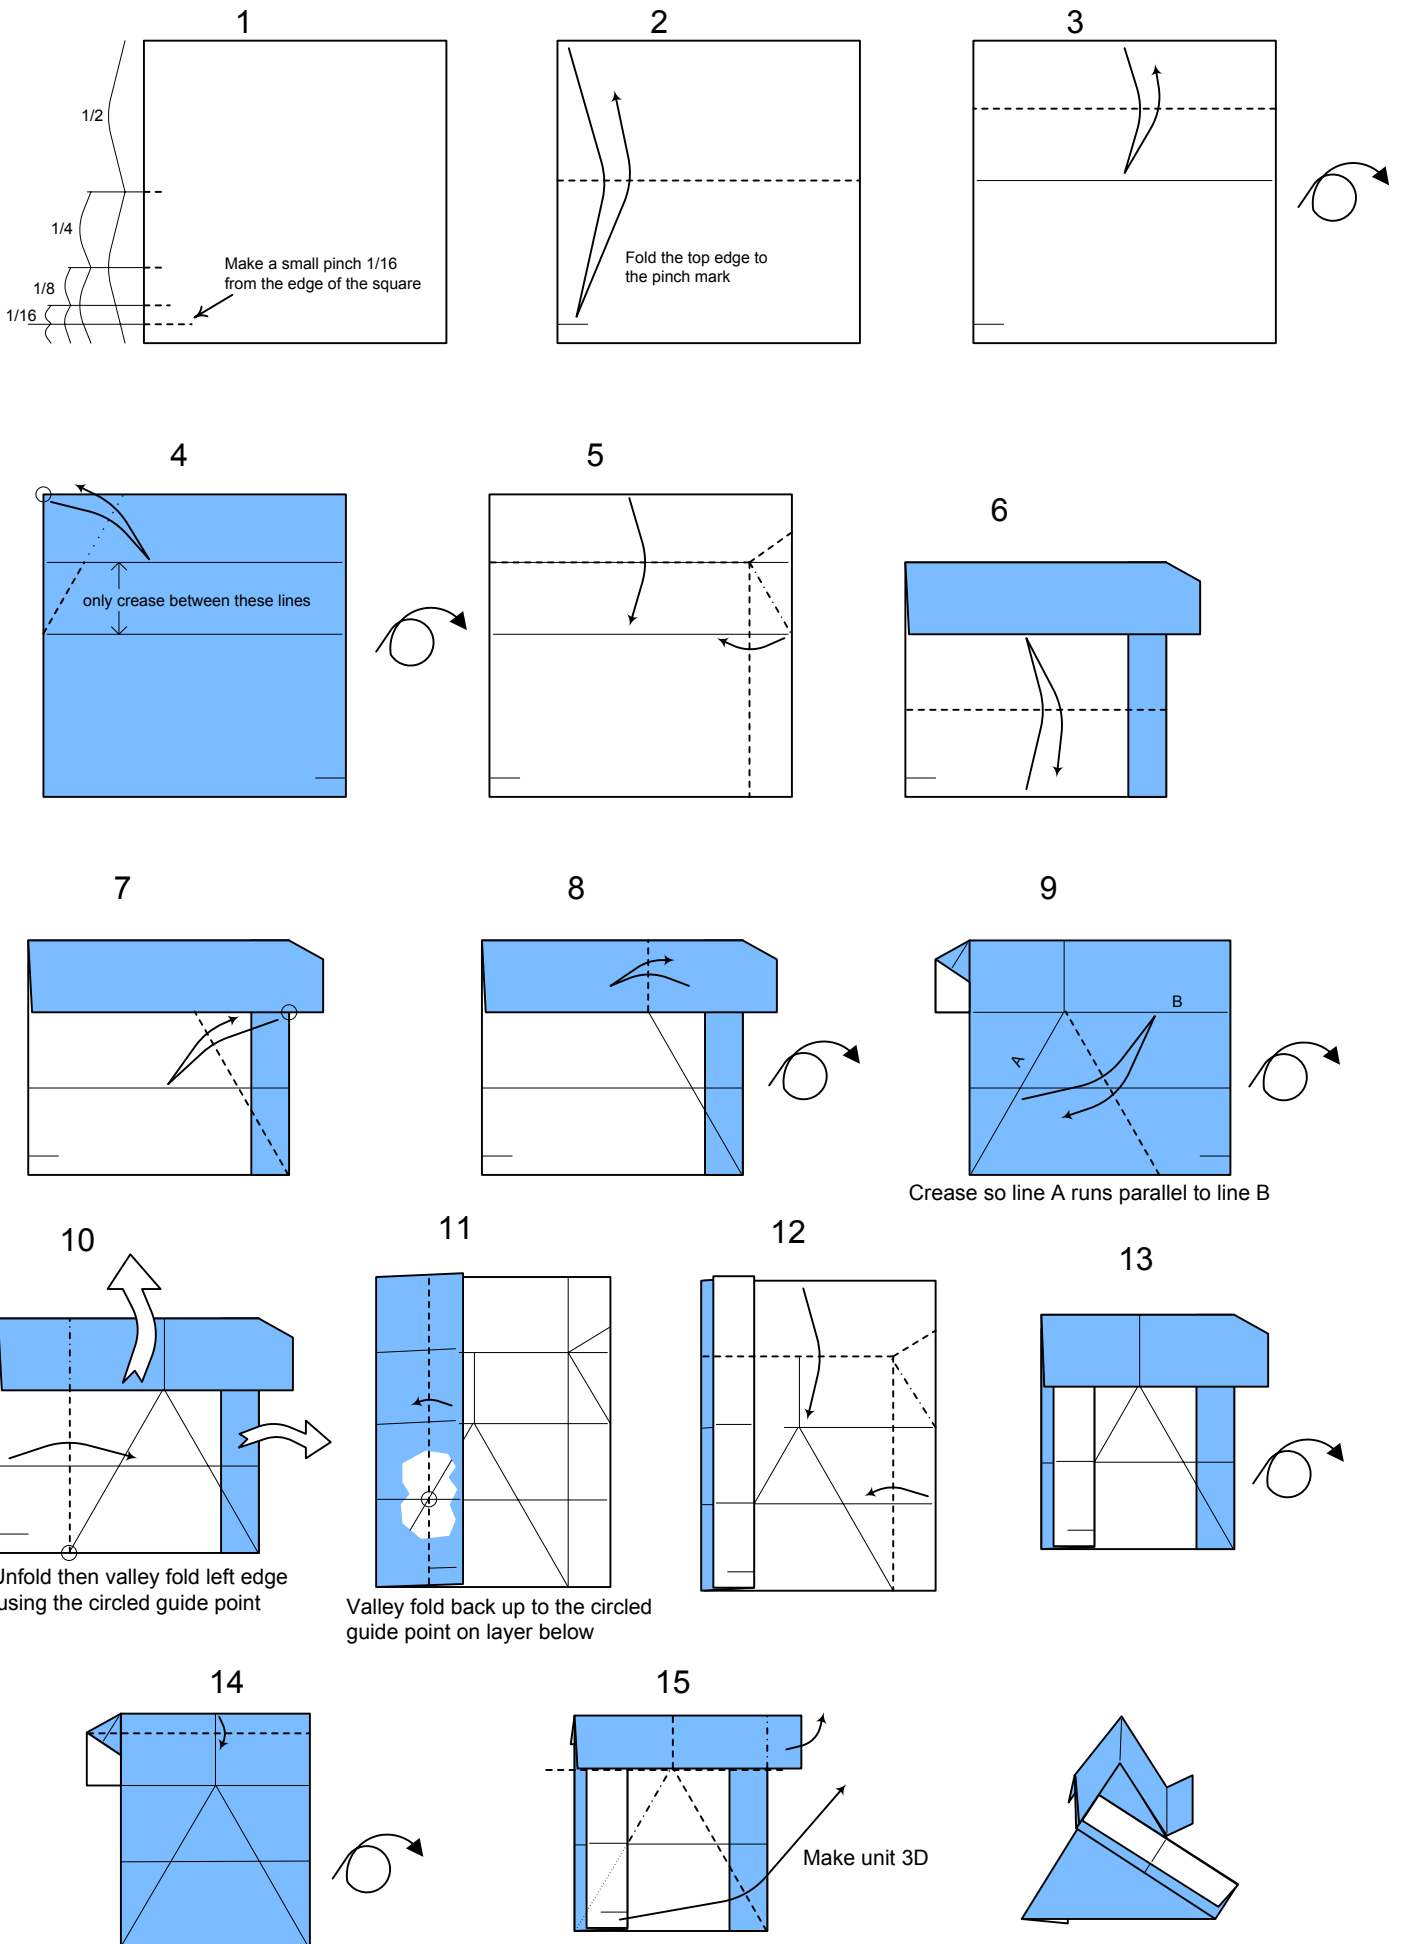 1
2
3
1/2
1/4
1/8
1/16
Make a small pinch 1/16
from the edge of the square
Fold the top edge to
the pinch mark
4
5
6
only crease between these lines
7
8
9
A
B
Crease so line A runs parallel to line B
10
11
12
13
Unfold then valley fold left edge
using the circled guide point
Valley fold back up to the circled
guide point on layer below
14
15
Make unit 3D